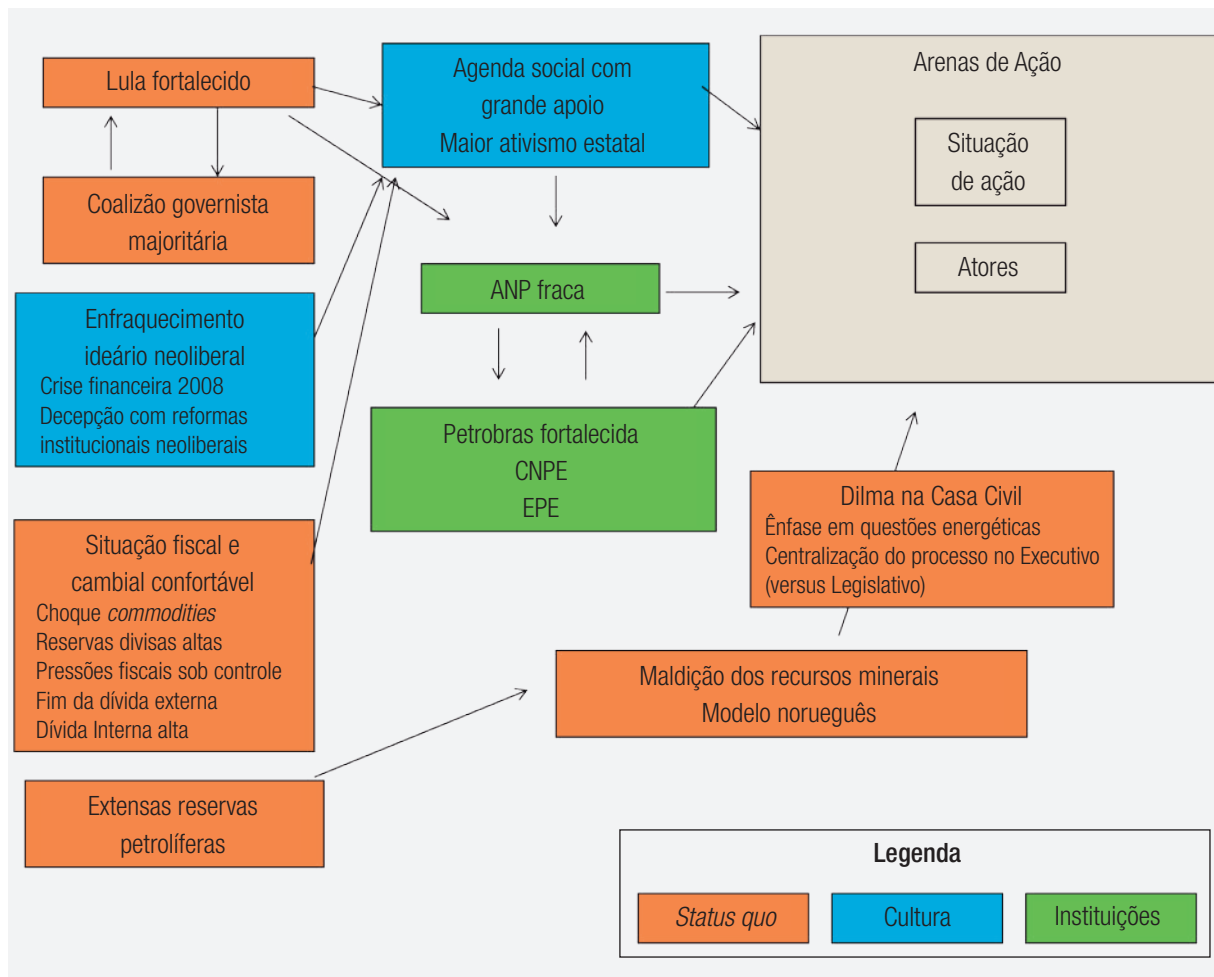 Lula fortalecido
Coalizão governista
majoritária
Enfraquecimento
ideário neoliberal
Crise financeira 2008
Decepção com reformas
institucionais neoliberais
Situação fiscal e
cambial confortável
Choque commodities
Reservas divisas altas
Pressões fiscais sob controle
Fim da dívida externa
Dívida Interna alta
Extensas reservas
petrolíferas
Agenda social com
grande apoio
Maior ativismo estatal
ANP fraca
Petrobras fortalecida
CNPE
EPE
Arenas de Ação
Situação
de ação
Atores
Dilma na Casa Civil
Ênfase em questões energéticas
Centralização do processo no Executivo
(versus Legislativo)
Maldição dos recursos minerais
Modelo norueguês
Legenda
Status quo
Cultura
Instituições